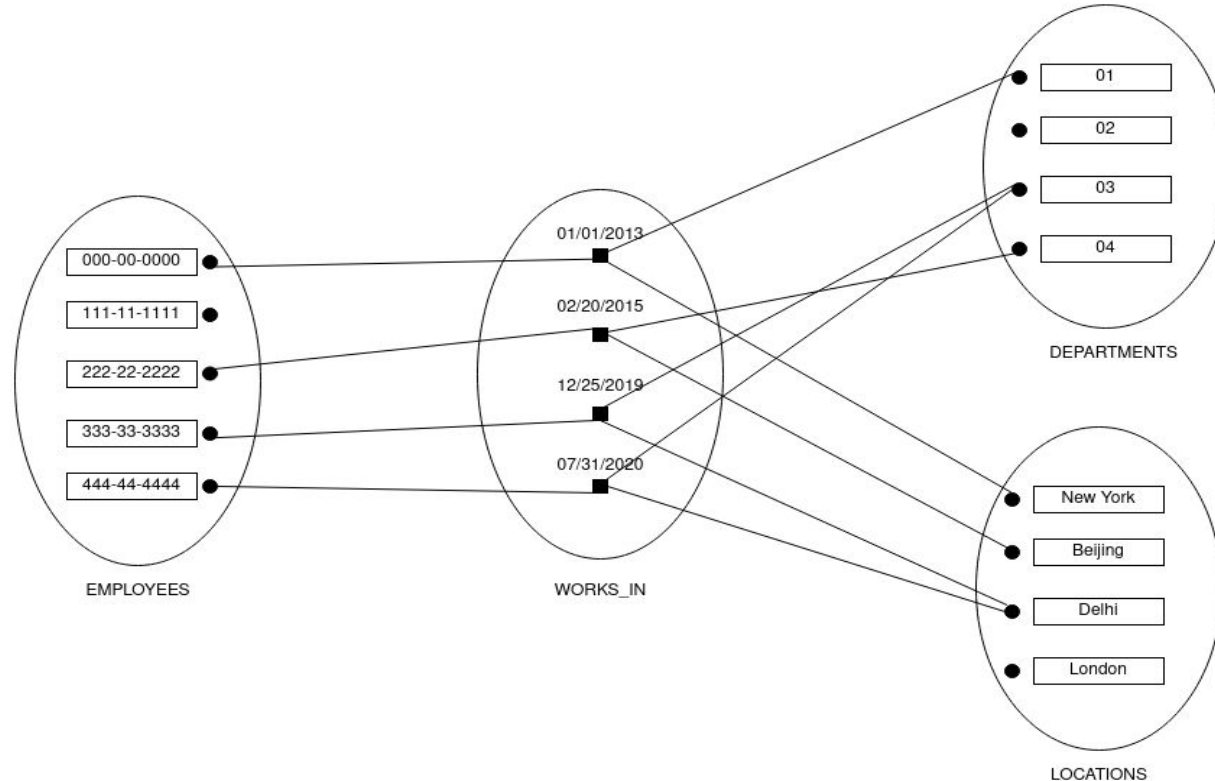 000-00-0000
111-11-1111
222-22-2222
333-33-3333
444-44-4444
EMPLOYEES
01/01/2013
02/20/2015
12/25/2019
07/31/2020
WORKS_IN
01
02
03
04
DEPARTMENTS
New York
Beijing
Delhi
London
LOCATIONS